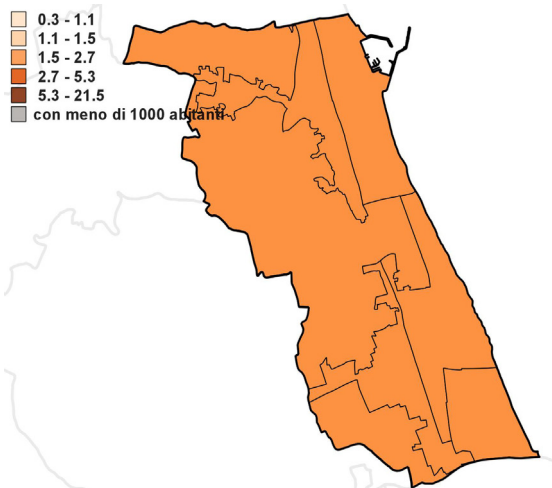 0.3 - 1.1
1.1 - 1.5
1.5 - 2.7
2.7 - 5.3
5.3 - 21.5
con meno di 1000 abitanti